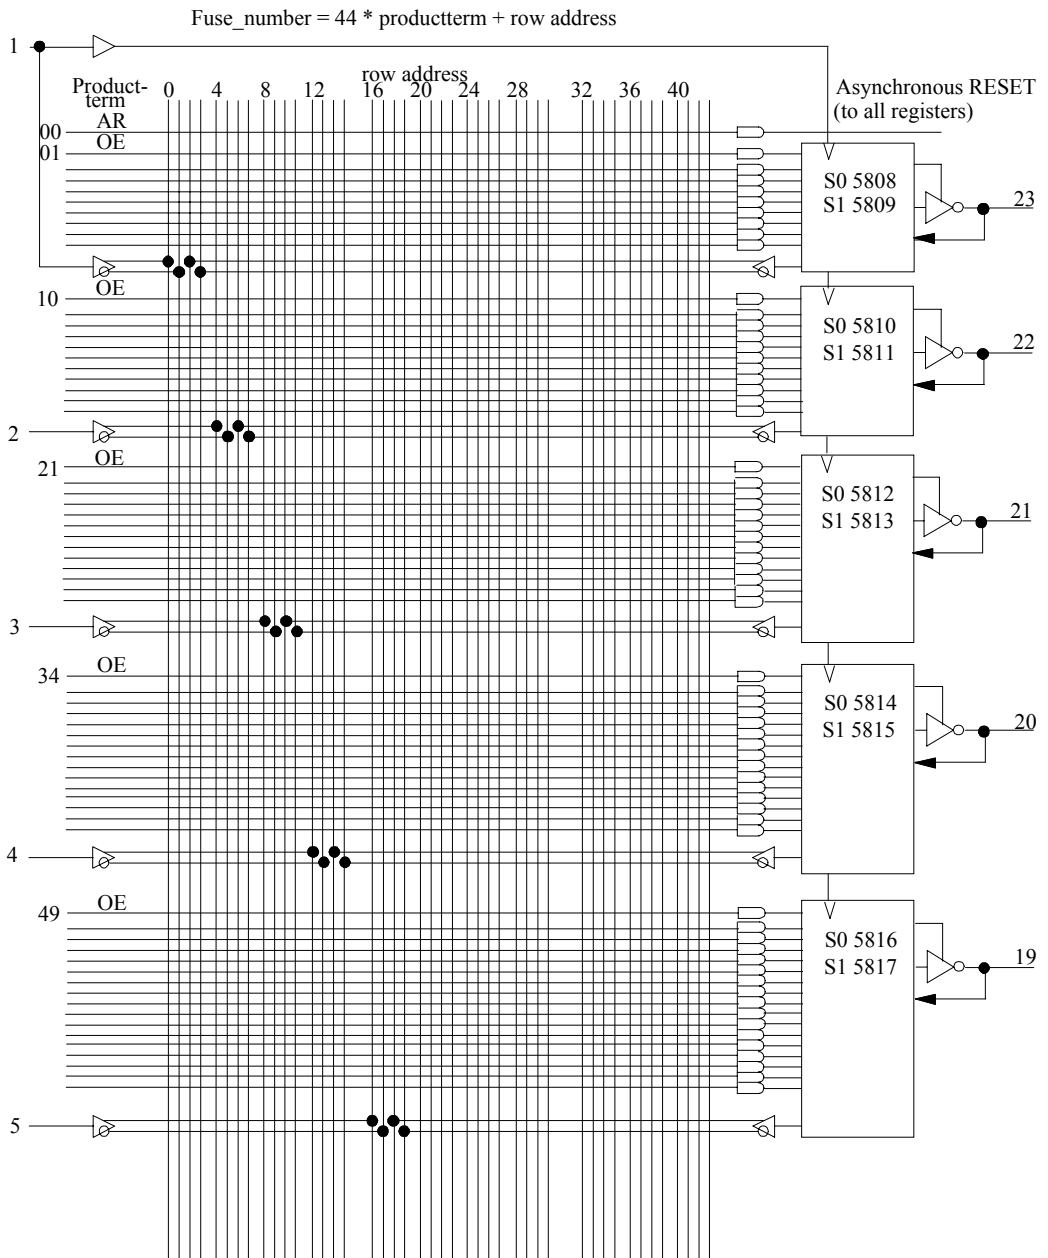 Fuse_number = 44 * productterm + row address
1
row address
Product-
term
0 4 8 12 16 20 24 28 32 36 40
Asynchronous RESET
(to all registers)
AR
00
OE
01
S0 5808
S1 5809
23
OE
10
S0 5810
S1 5811
22
2
OE
21
S0 5812
S1 5813
21
3
OE
34
S0 5814
S1 5815
20
4
OE
49
S0 5816
S1 5817
19
5